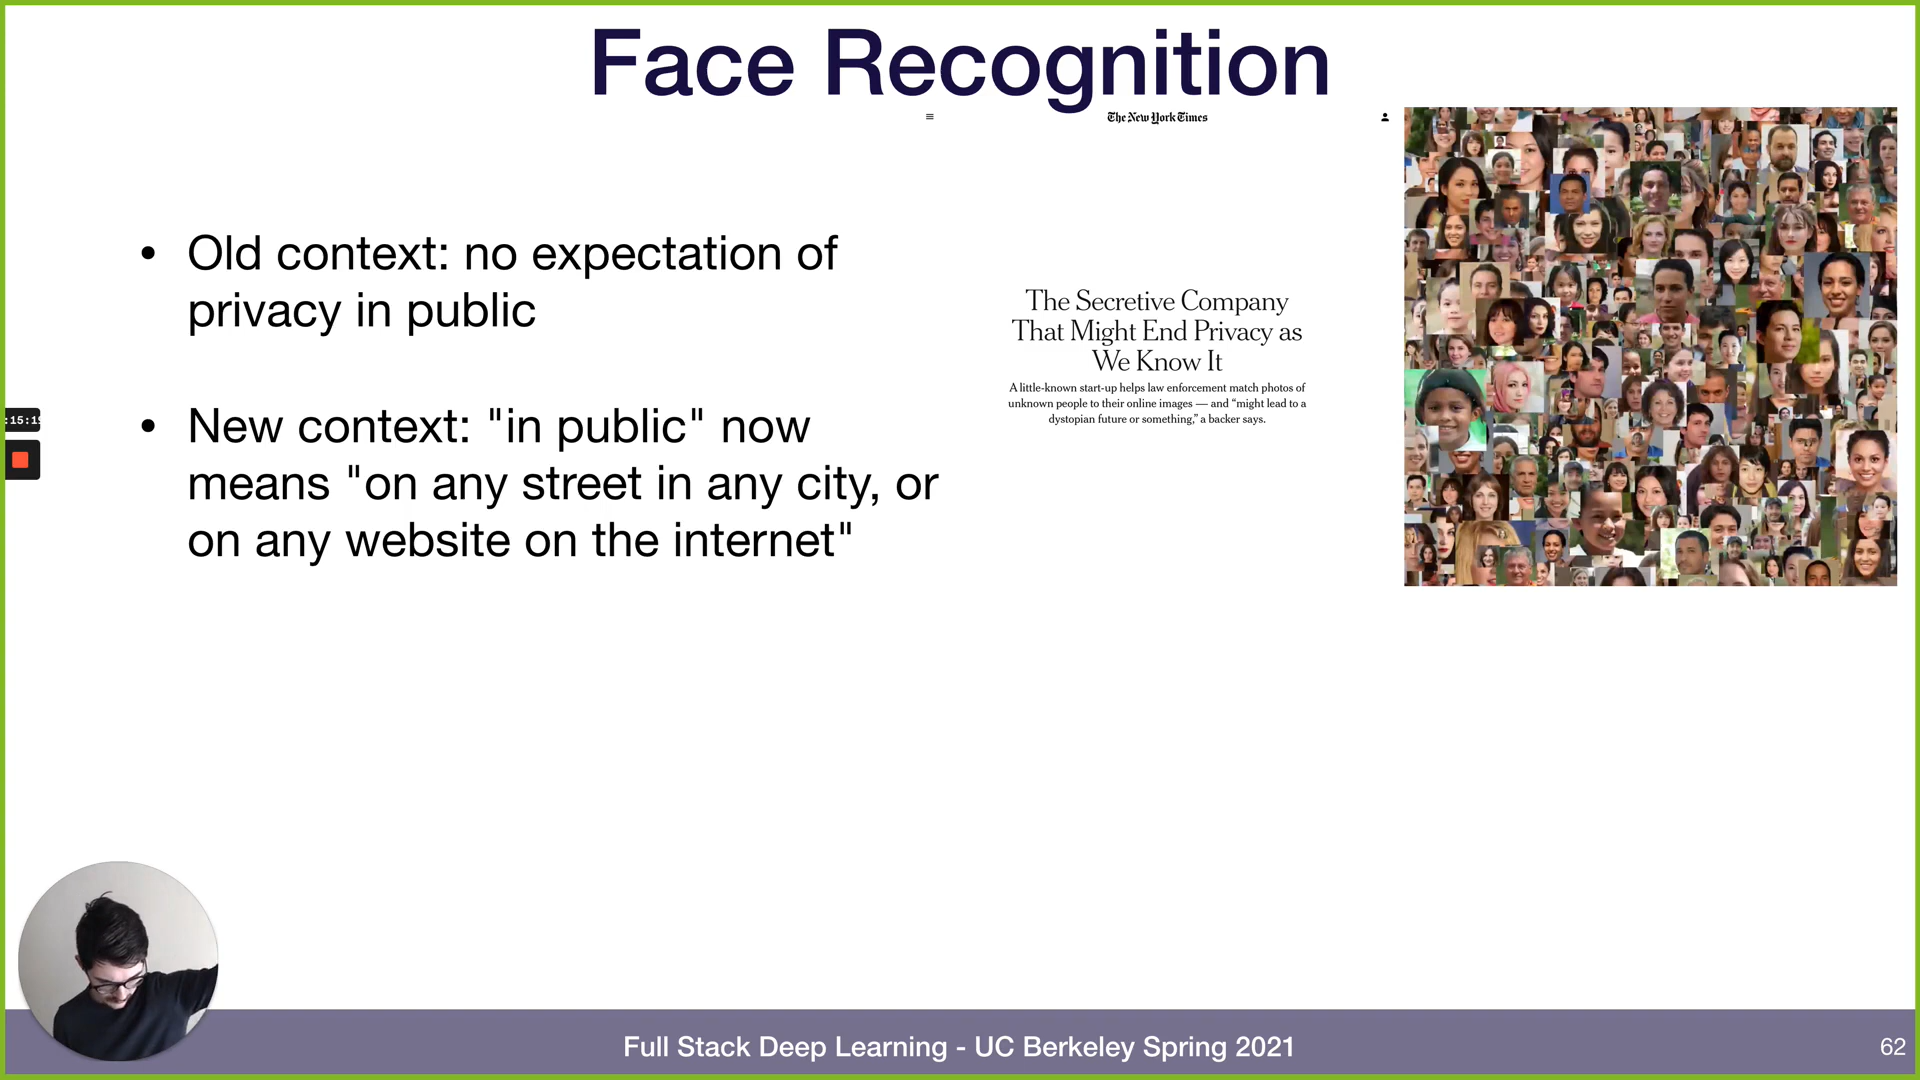 Face Recognition
The New York Times
• Old context: no expectation of
privacy in public
• New context: "in public" now
means "on any street in any city, or
on any website on the internet"
The Secretive Company
That Might End Privacy as
We Know It
A little-known start-up helps law enforcement match photos of
unknown people to their online images — and “might lead to a
dystopian future or something,” a backer says.
Full Stack Deep Learning - UC Berkeley Spring 2021
62